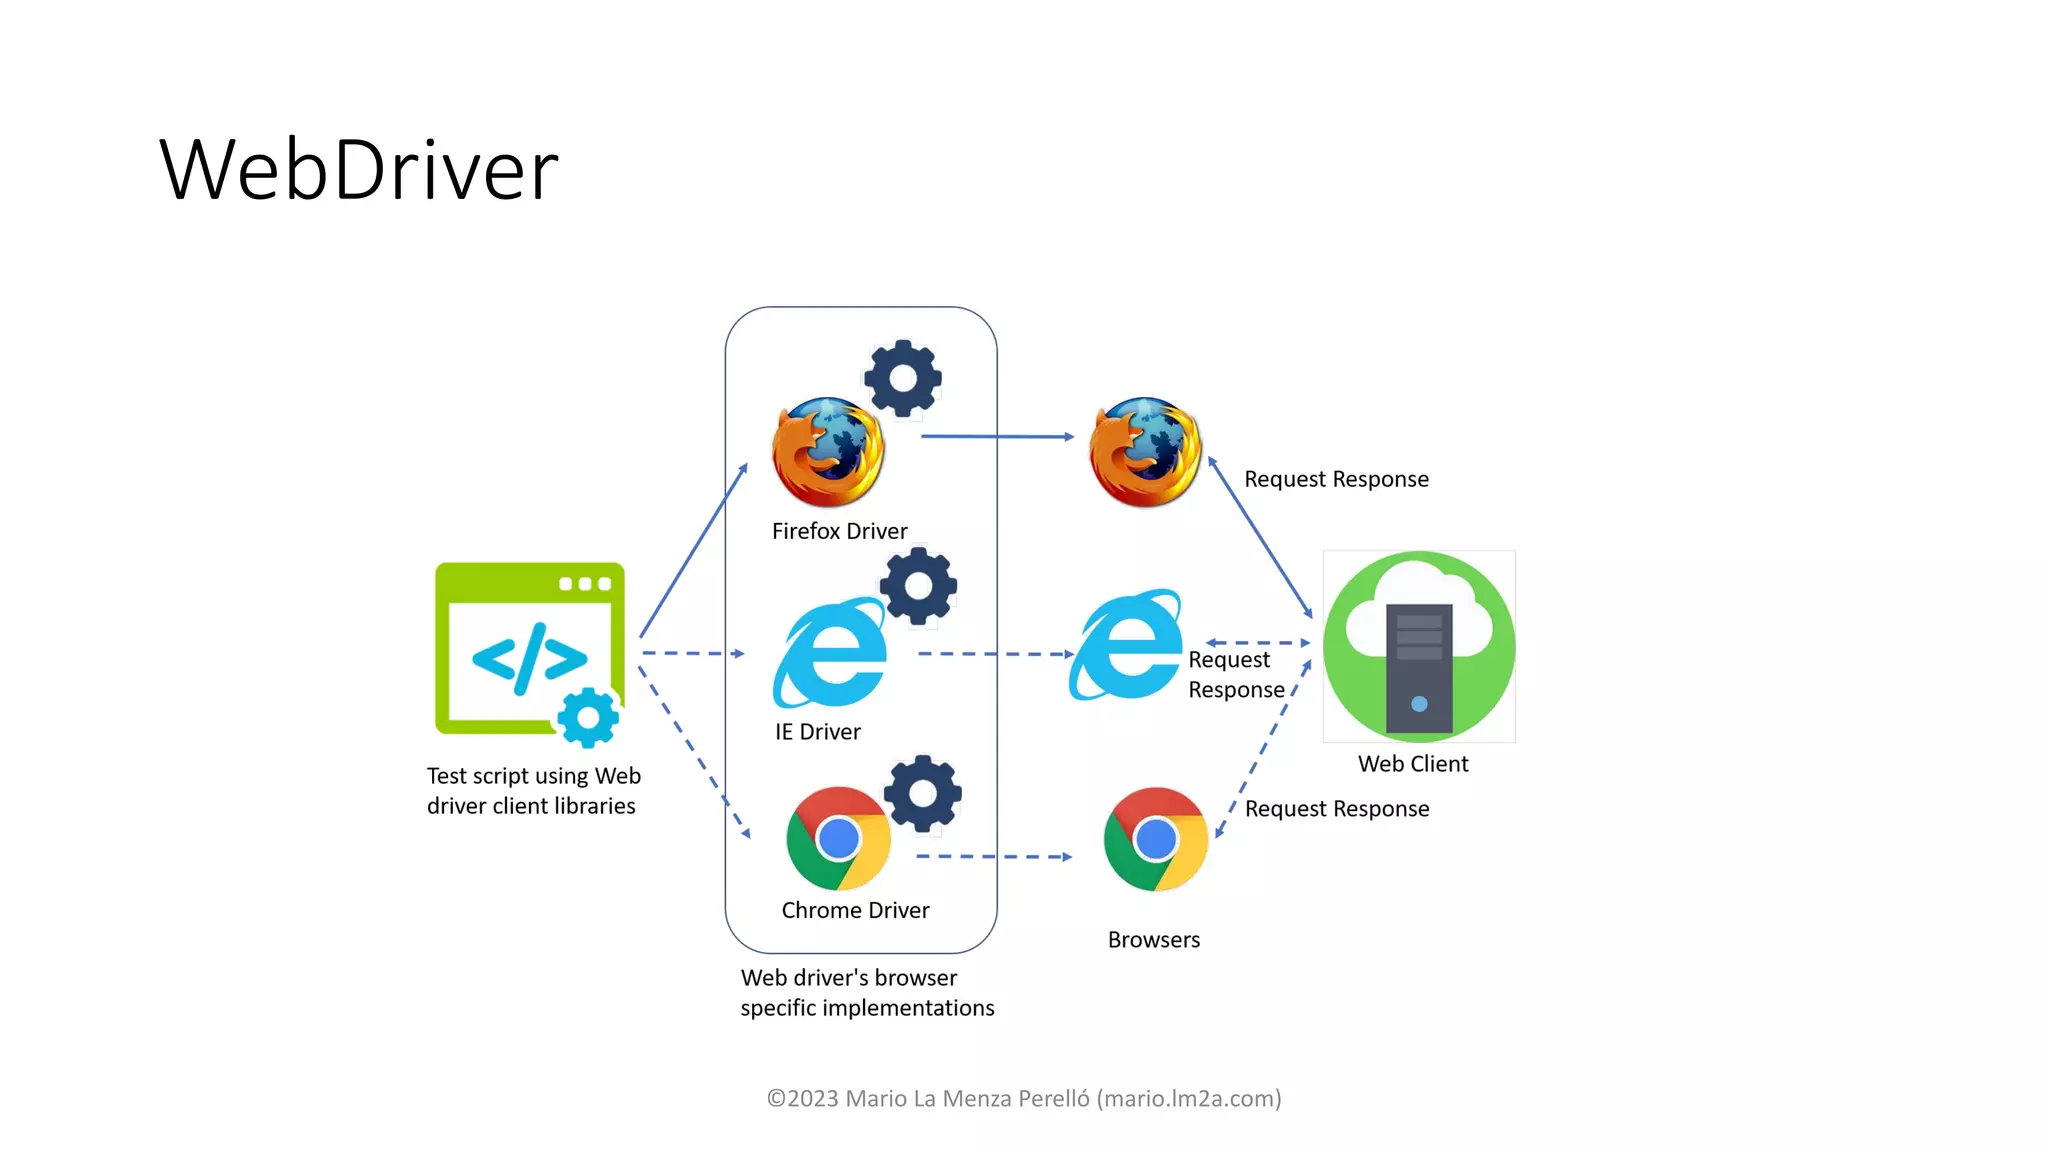 WebDriver
Request Response
Firefox Driver
Request
Response
IE Driver
Web Client
Test script using Web
driver client libraries
Request Response
Chrome Driver
Browsers
Web driver's browser
specific implementations
©2023 Mario La Menza Perelló (mario.lm2a.com)